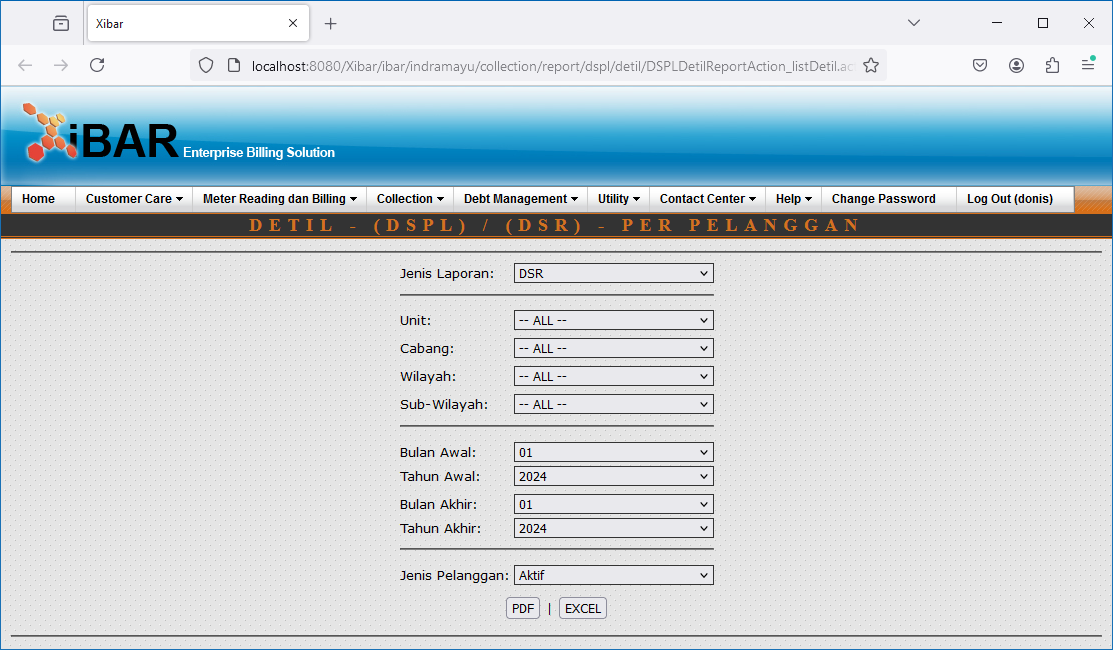 Xibar
localhost:8080/Xibar/ibar/indramayu/collection/report/dspl/detil/DSPLDetilReportAction_listDetil.ac
iBAR Enterprise Billing Solution
Home Customer Care Meter Reading dan Billing Collection Debt Management Utility Contact Center Help Change Password Log Out (donis)
DETIL - (DSPL) / (DSR) - PER PELANGGAN
Jenis Laporan: DSR
Unit: -- ALL --
Cabang: -- ALL --
Wilayah: -- ALL --
Sub-Wilayah: -- ALL --
Bulan Awal: 01
Tahun Awal: 2024
Bulan Akhir: 01
Tahun Akhir: 2024
Jenis Pelanggan: Aktif
PDF | EXCEL